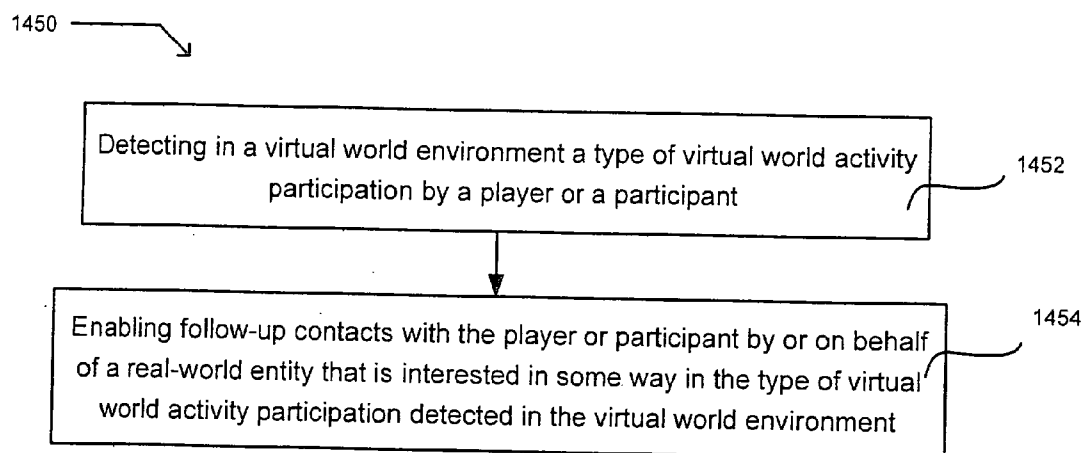 1450
Detecting in a virtual world environment a type of virtual world activity
participation by a player or a participant
1452
Enabling follow-up contacts with the player or participant by or on behalf
of a real-world entity that is interested in some way in the type of virtual
world activity participation detected in the virtual world environment
1454